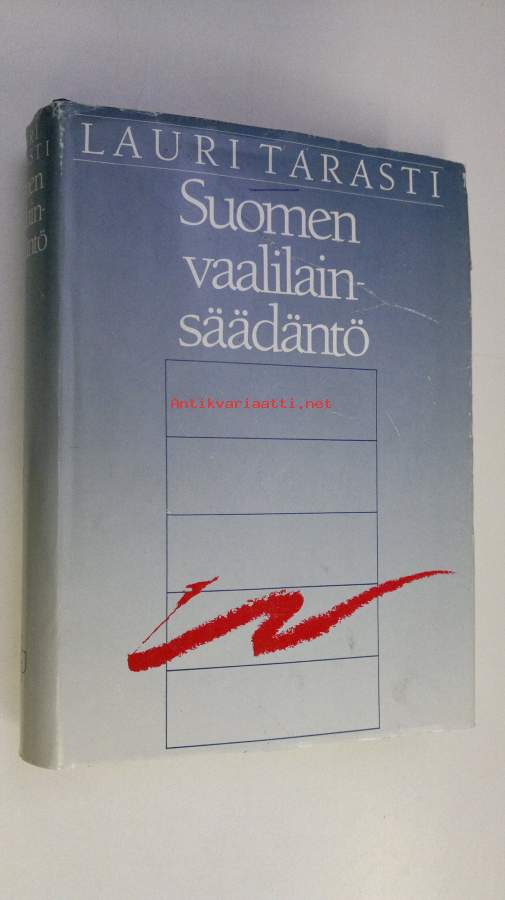 LAURI TARASTI
Suomen
vaalilain-
säädäntö
Antikvariaatti.net